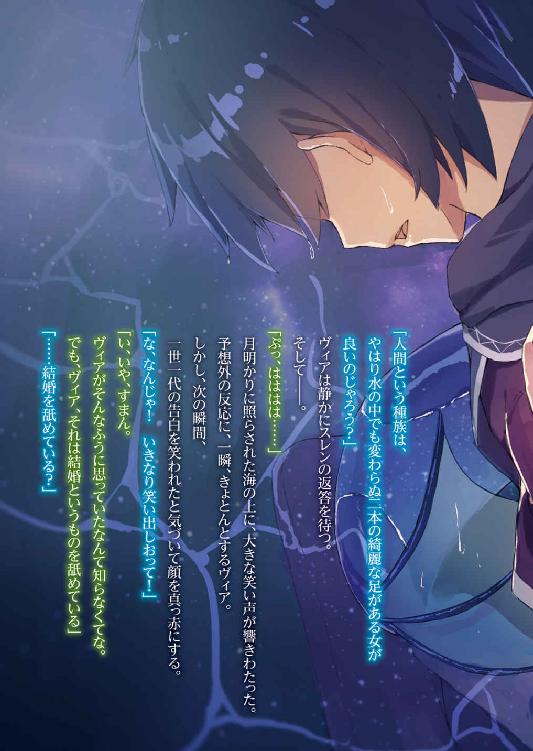 「人間という種族は、
やはり水の中でも変わらぬ二本の綺麗な足がある女が
良いのじゃろう？」
ヴィアは静かにスレンの返答を待つ。
そして――。
「ぷっ、はははは……」
月明かりに照らされた海の上に、大きな笑い声が響きわたった。
予想外の反応に、一瞬、きょとんとするヴィア。
しかし、次の瞬間、
一世一代の告白を笑われたと気づいて顔を真っ赤にする。
「な、なんじゃ！　いきなり笑い出しおって！」
「い、いや、すまん。
ヴィアがそんなふうに思っていたなんて知らなくてな。
でも、ヴィア、それは結婚というものを舐めている」
「……結婚を舐めている？」